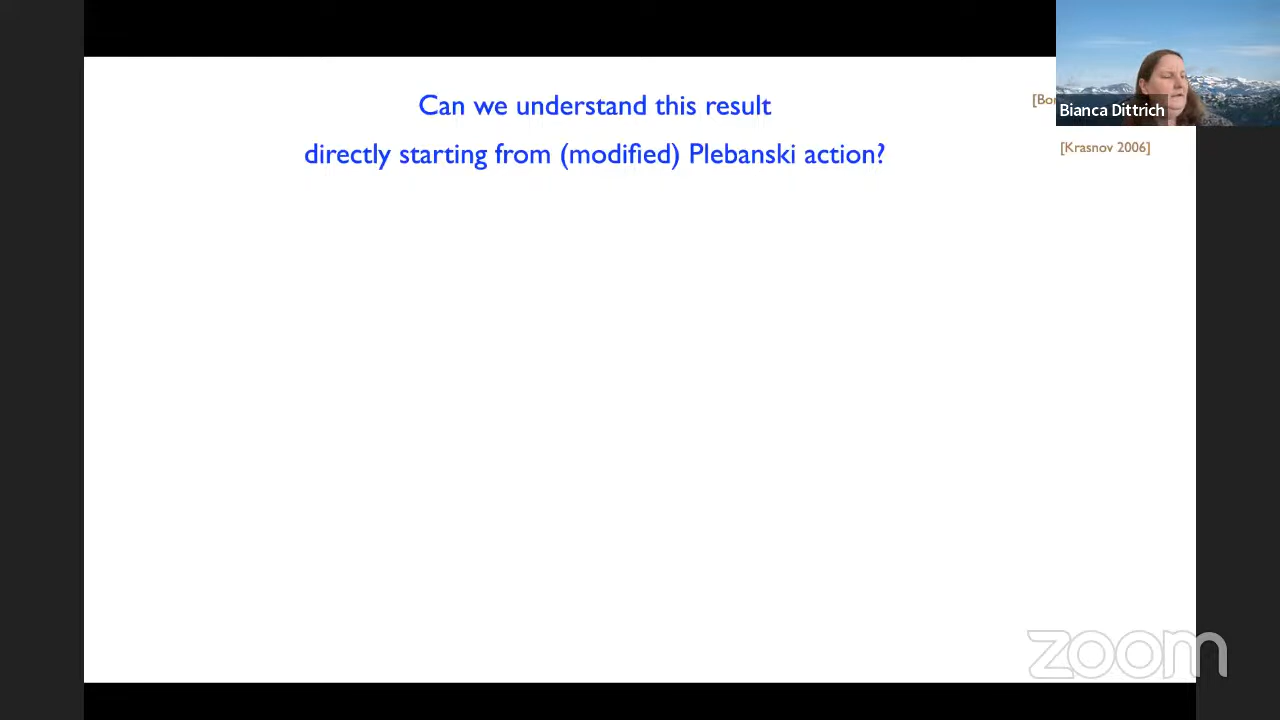 Can we understand this result
directly starting from (modified) Plebanski action?
[Krasnov 2006]
Bianca Dittrich
zoom